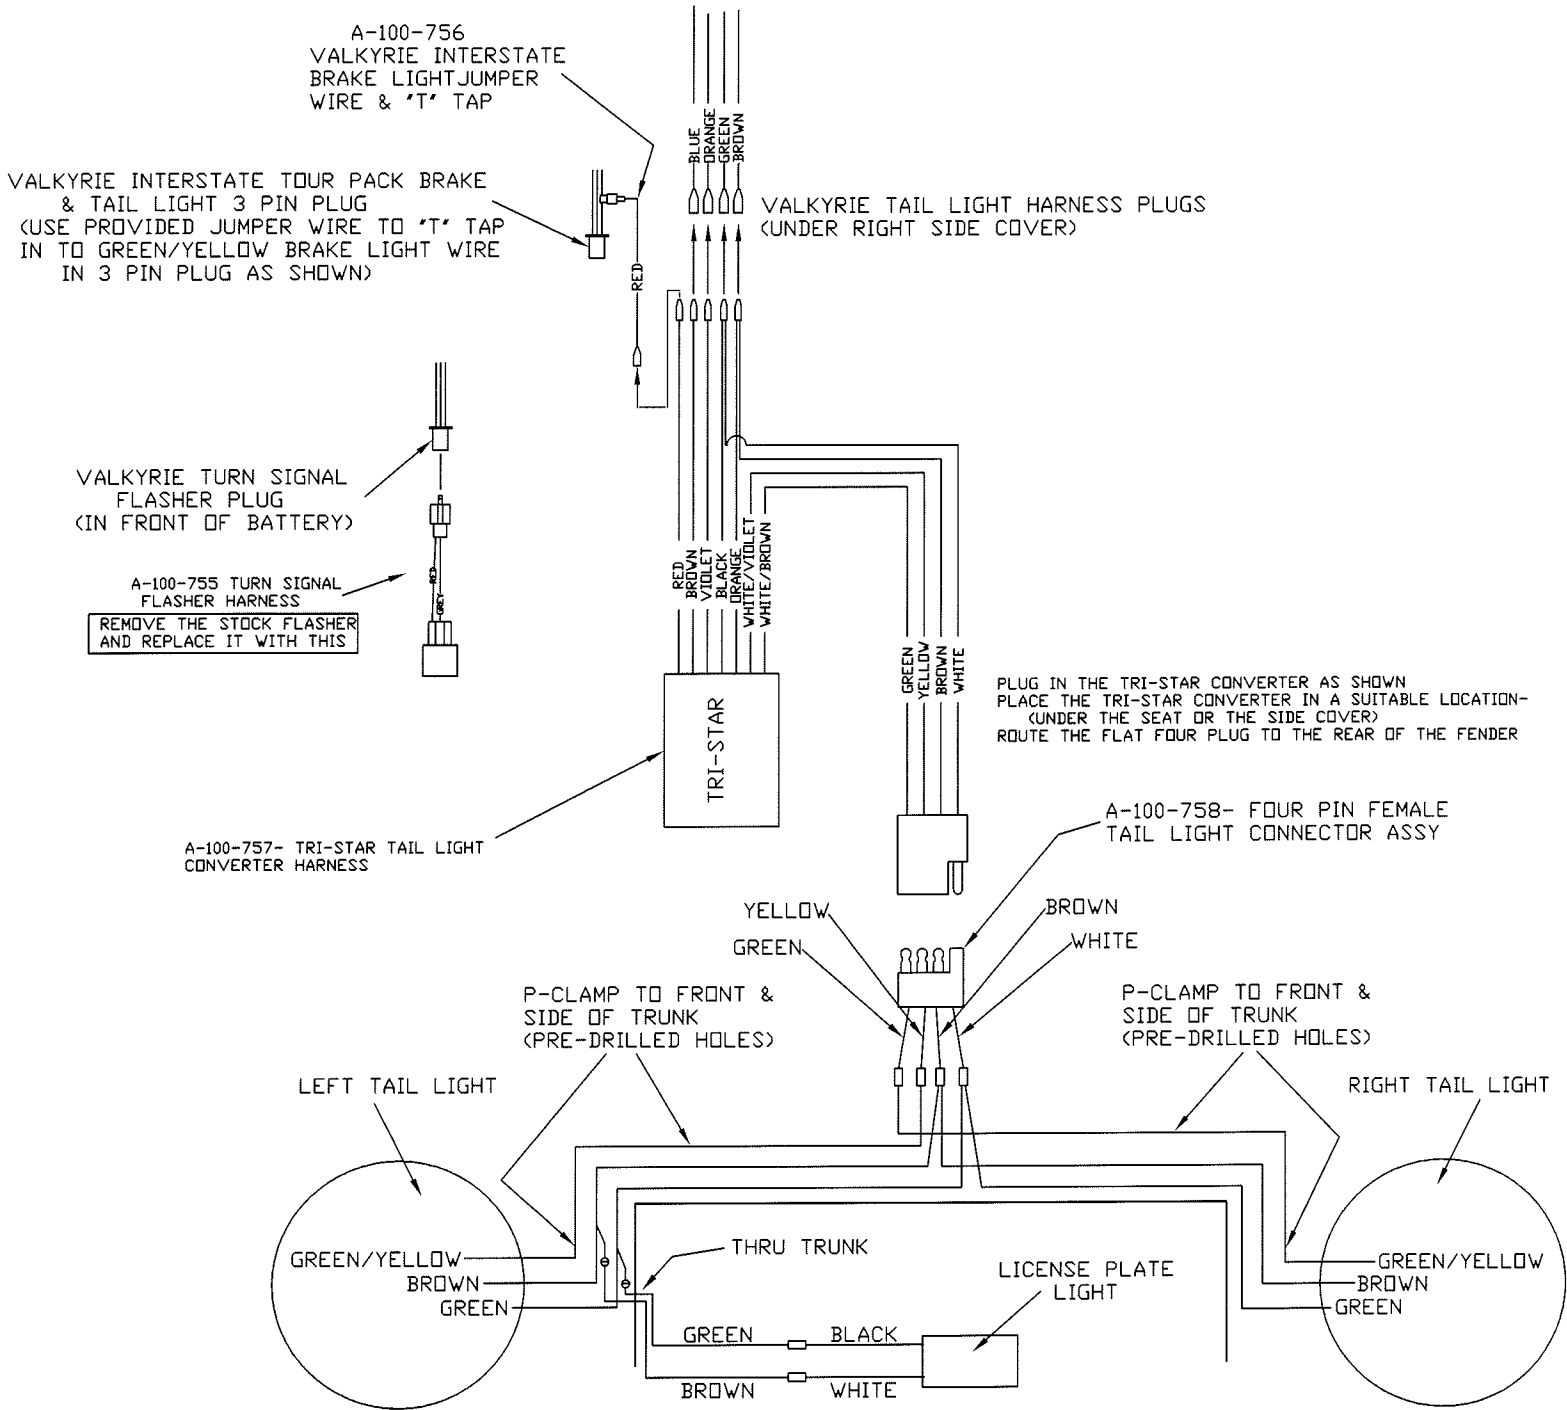 A-100-756
VALKYRIE INTERSTATE
BRAKE LIGHTJUMPER
WIRE & "T" TAP
BLUE
ORANGE
GREEN
BROWN
VALKYRIE INTERSTATE TOUR PACK BRAKE
& TAIL LIGHT 3 PIN PLUG
(USE PROVIDED JUMPER WIRE TO "T" TAP
IN TO GREEN/YELLOW BRAKE LIGHT WIRE
IN 3 PIN PLUG AS SHOWN)
VALKYRIE TAIL LIGHT HARNESS PLUGS
(UNDER RIGHT SIDE COVER)
RED
VALKYRIE TURN SIGNAL
FLASHER PLUG
(IN FRONT OF BATTERY)
A-100-755 TURN SIGNAL
FLASHER HARNESS
REMOVE THE STOCK FLASHER
AND REPLACE IT WITH THIS
RED
GREY
RED
BROWN
VIOLET
BLACK
ORANGE
WHITE/VIOLET
WHITE/BROWN
GREEN
YELLOW
BROWN
WHITE
TRI-STAR
PLUG IN THE TRI-STAR CONVERTER AS SHOWN
PLACE THE TRI-STAR CONVERTER IN A SUITABLE LOCATION-
(UNDER THE SEAT OR THE SIDE COVER)
ROUTE THE FLAT FOUR PLUG TO THE REAR OF THE FENDER
A-100-757- TRI-STAR TAIL LIGHT
CONVERTER HARNESS
A-100-758- FOUR PIN FEMALE
TAIL LIGHT CONNECTOR ASSY
YELLOW
GREEN
BROWN
WHITE
P-CLAMP TO FRONT &
SIDE OF TRUNK
(PRE-DRILLED HOLES)
P-CLAMP TO FRONT &
SIDE OF TRUNK
(PRE-DRILLED HOLES)
LEFT TAIL LIGHT
RIGHT TAIL LIGHT
GREEN/YELLOW
BROWN
GREEN
THRU TRUNK
LICENSE PLATE
LIGHT
GREEN/YELLOW
BROWN
GREEN
GREEN
BLACK
BROWN
WHITE